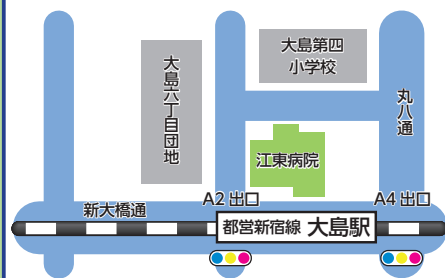 大島第四
小学校
大島六丁目団地
丸八通
江東病院
A2 出口
A4 出口
新大橋通
都営新宿線 大島駅